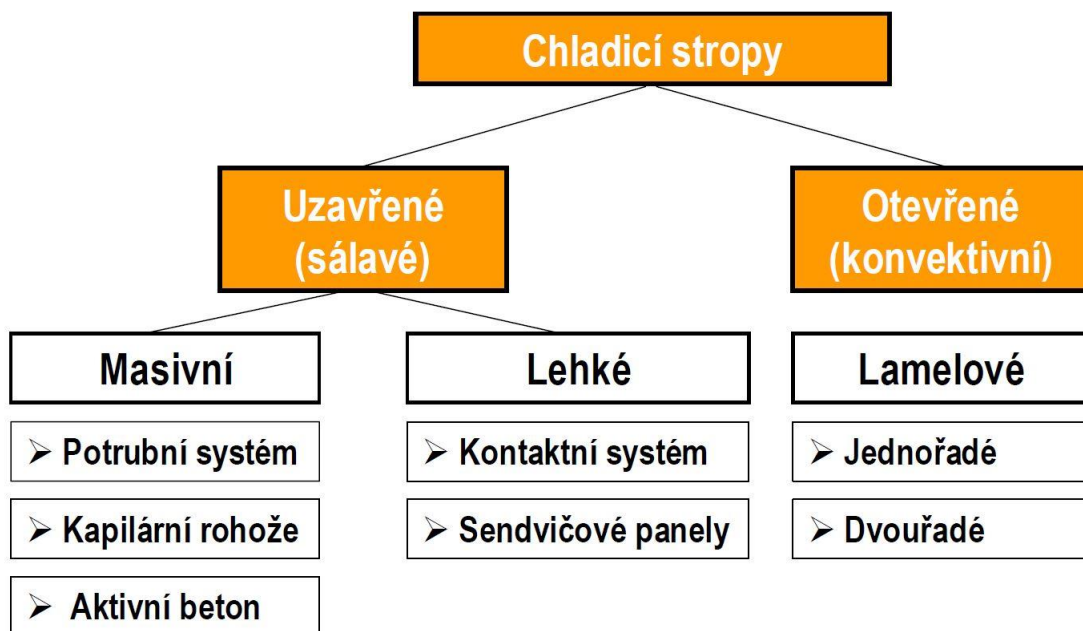 Chladicí stropy
Uzavřené
(sálavé)
Otevřené
(konvektivní)
Masivní
Lehké
Lamelové
➢ Potrubní systém
➢ Kontaktní systém
➢ Jednořadé
➢ Kapilární rohože
➢ Sendvičové panely
➢ Dvouřadé
➢ Aktivní beton